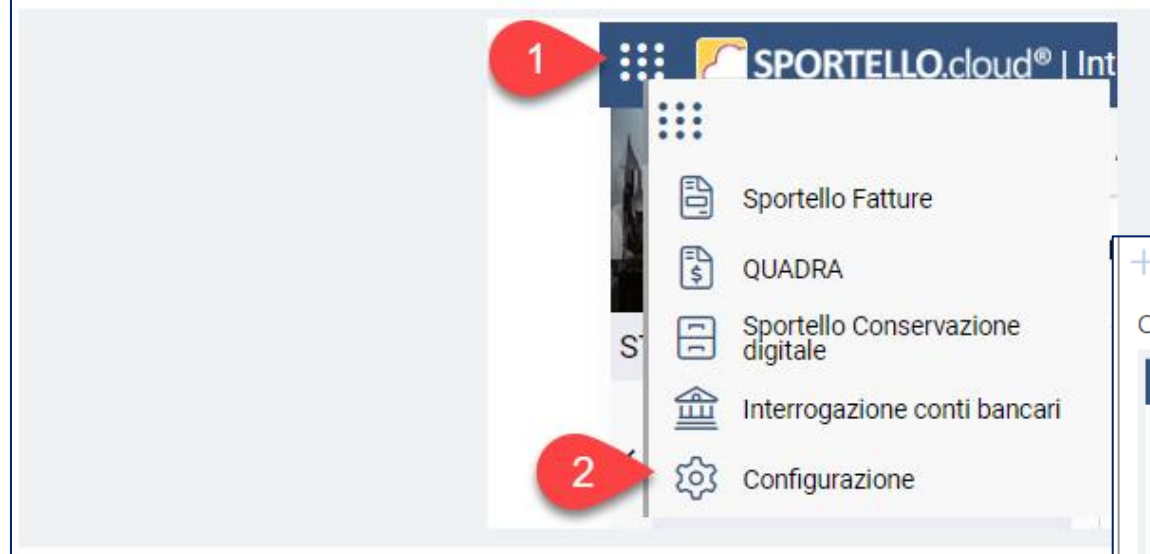 1
SPORTELLO.cloud® | Int
Sportello Fatture
QUADRA
Sportello Conservazione
digitale
Interrogazione conti bancari
2
Configurazione